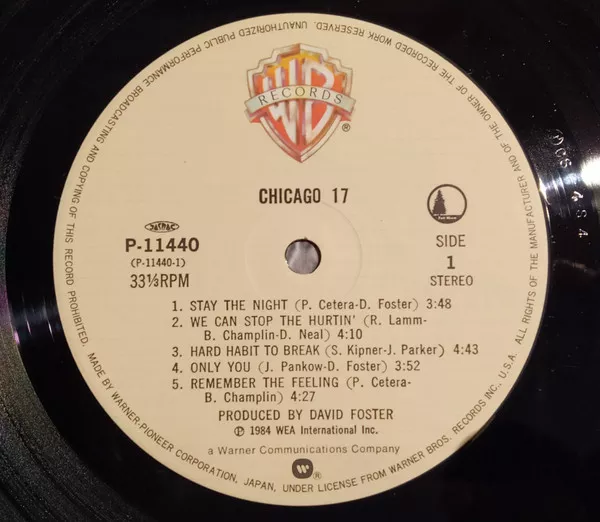 WB
RECORDS
®
CHICAGO 17
JASRAC
P-11440
(P-11440-1)
33⅓RPM
Full Moon
SIDE
1
STEREO
1. STAY THE NIGHT (P. Cetera-D. Foster) 3:48
2. WE CAN STOP THE HURTIN' (R. Lamm-
B. Champlin-D. Neal) 4:10
3. HARD HABIT TO BREAK (S. Kipner-J. Parker) 4:43
4. ONLY YOU (J. Pankow-D. Foster) 3:52
5. REMEMBER THE FEELING (P. Cetera-
B. Champlin) 4:27
PRODUCED BY DAVID FOSTER
℗ 1984 WEA International Inc.
a Warner Communications Company
ALL RIGHTS OF THE MANUFACTURER AND OF THE OWNER OF THE RECORDED WORK RESERVED. UNAUTHORIZED PUBLIC PERFORMANCE BROADCASTING AND COPYING OF THIS RECORD PROHIBITED.
MADE BY WARNER-PIONEER CORPORATION, JAPAN, UNDER LICENSE FROM WARNER BROS. RECORDS INC., U.S.A.